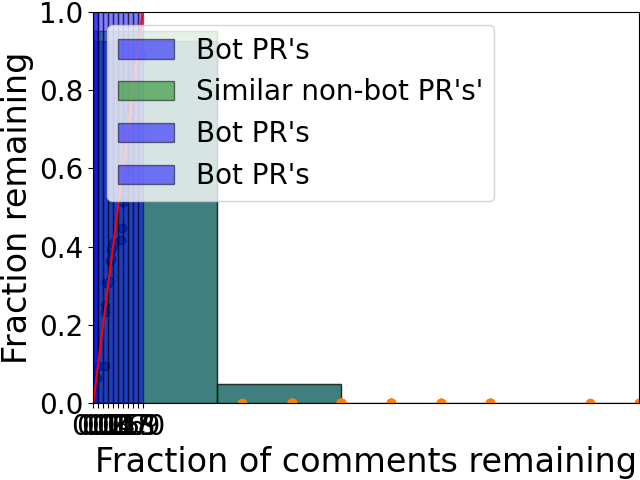 1.0
Bot PR's
Similar non-bot PR's'
Bot PR's
Bot PR's
0.8
0.6
0.4
0.2
0.0
Fraction remaining
Fraction of comments remaining